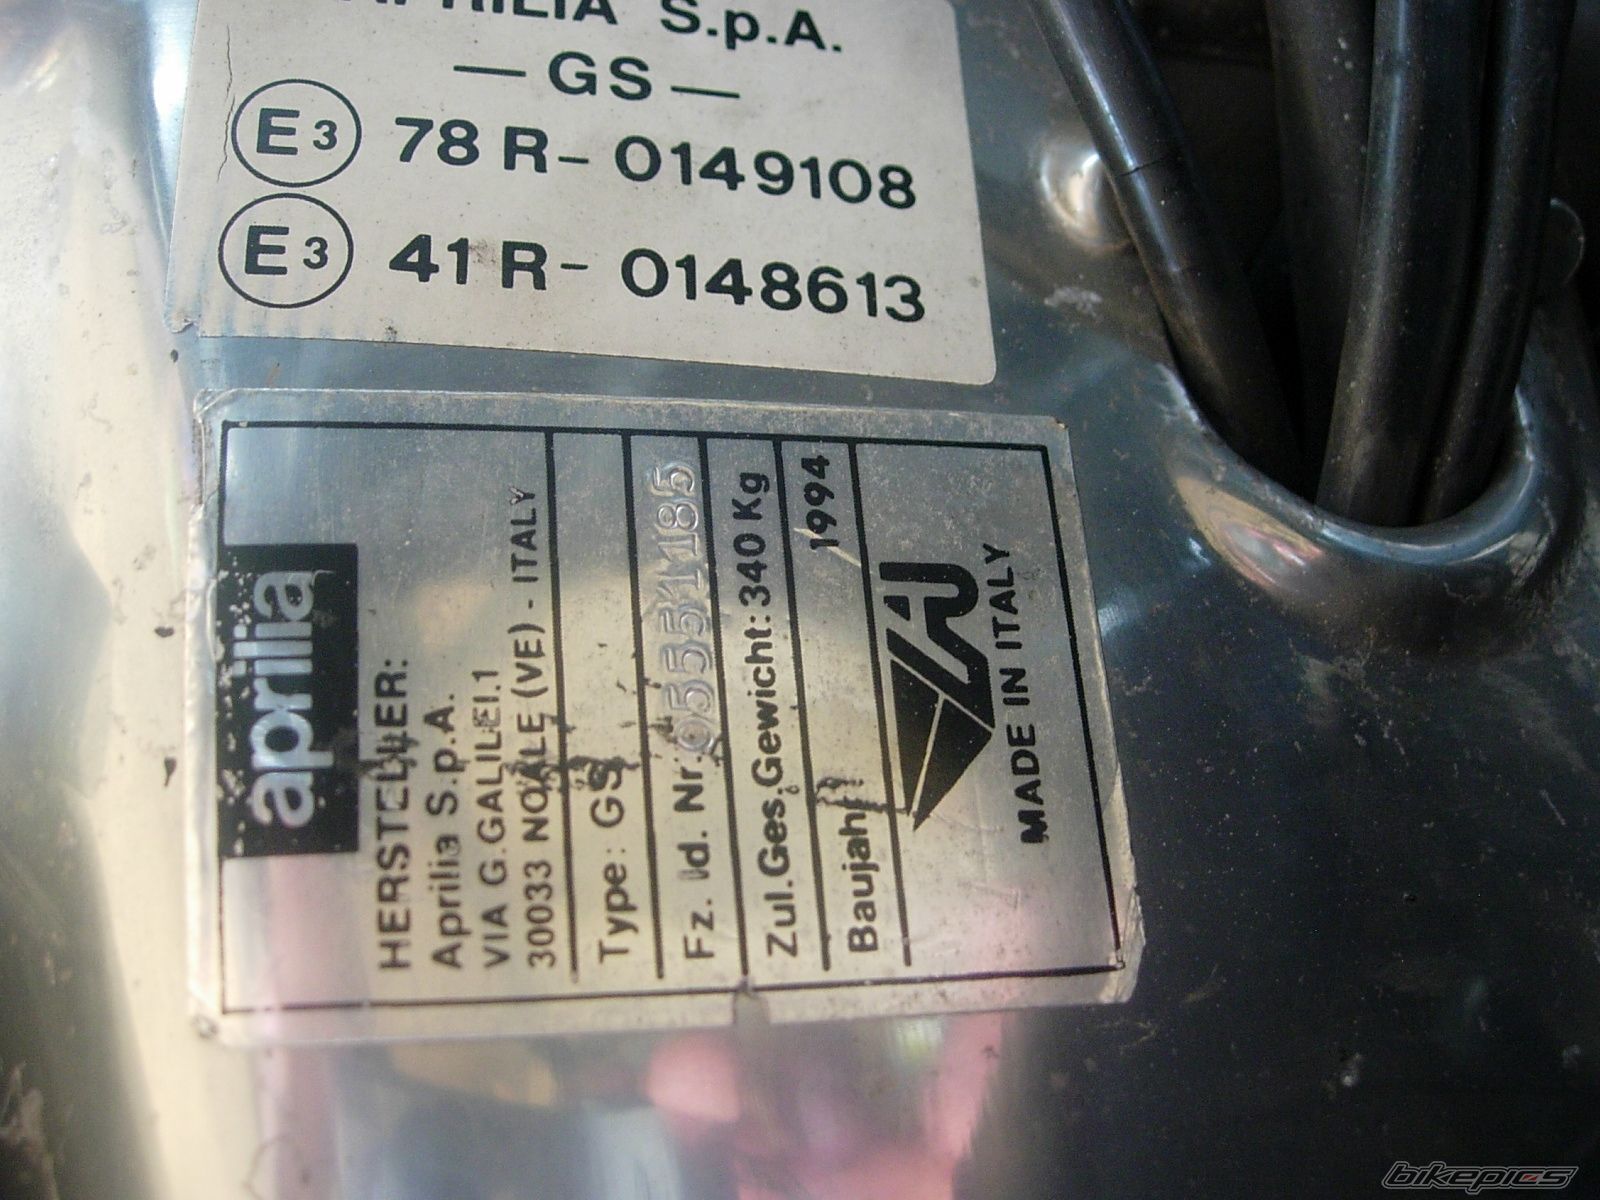 APRILIA S.p.A.
— GS —
E3 78 R - 0149108
E3 41 R - 0148613
aprilia
HERSTELLER:
Aprilia S.p.A.
VIA G.GALILEI.1
30033 NOALE (VE) - ITALY
Type: GS
Fz. Id. Nr.
Zul.Ges.Gewicht: 340 Kg
Baujahr 1994
MADE IN ITALY
bikepics